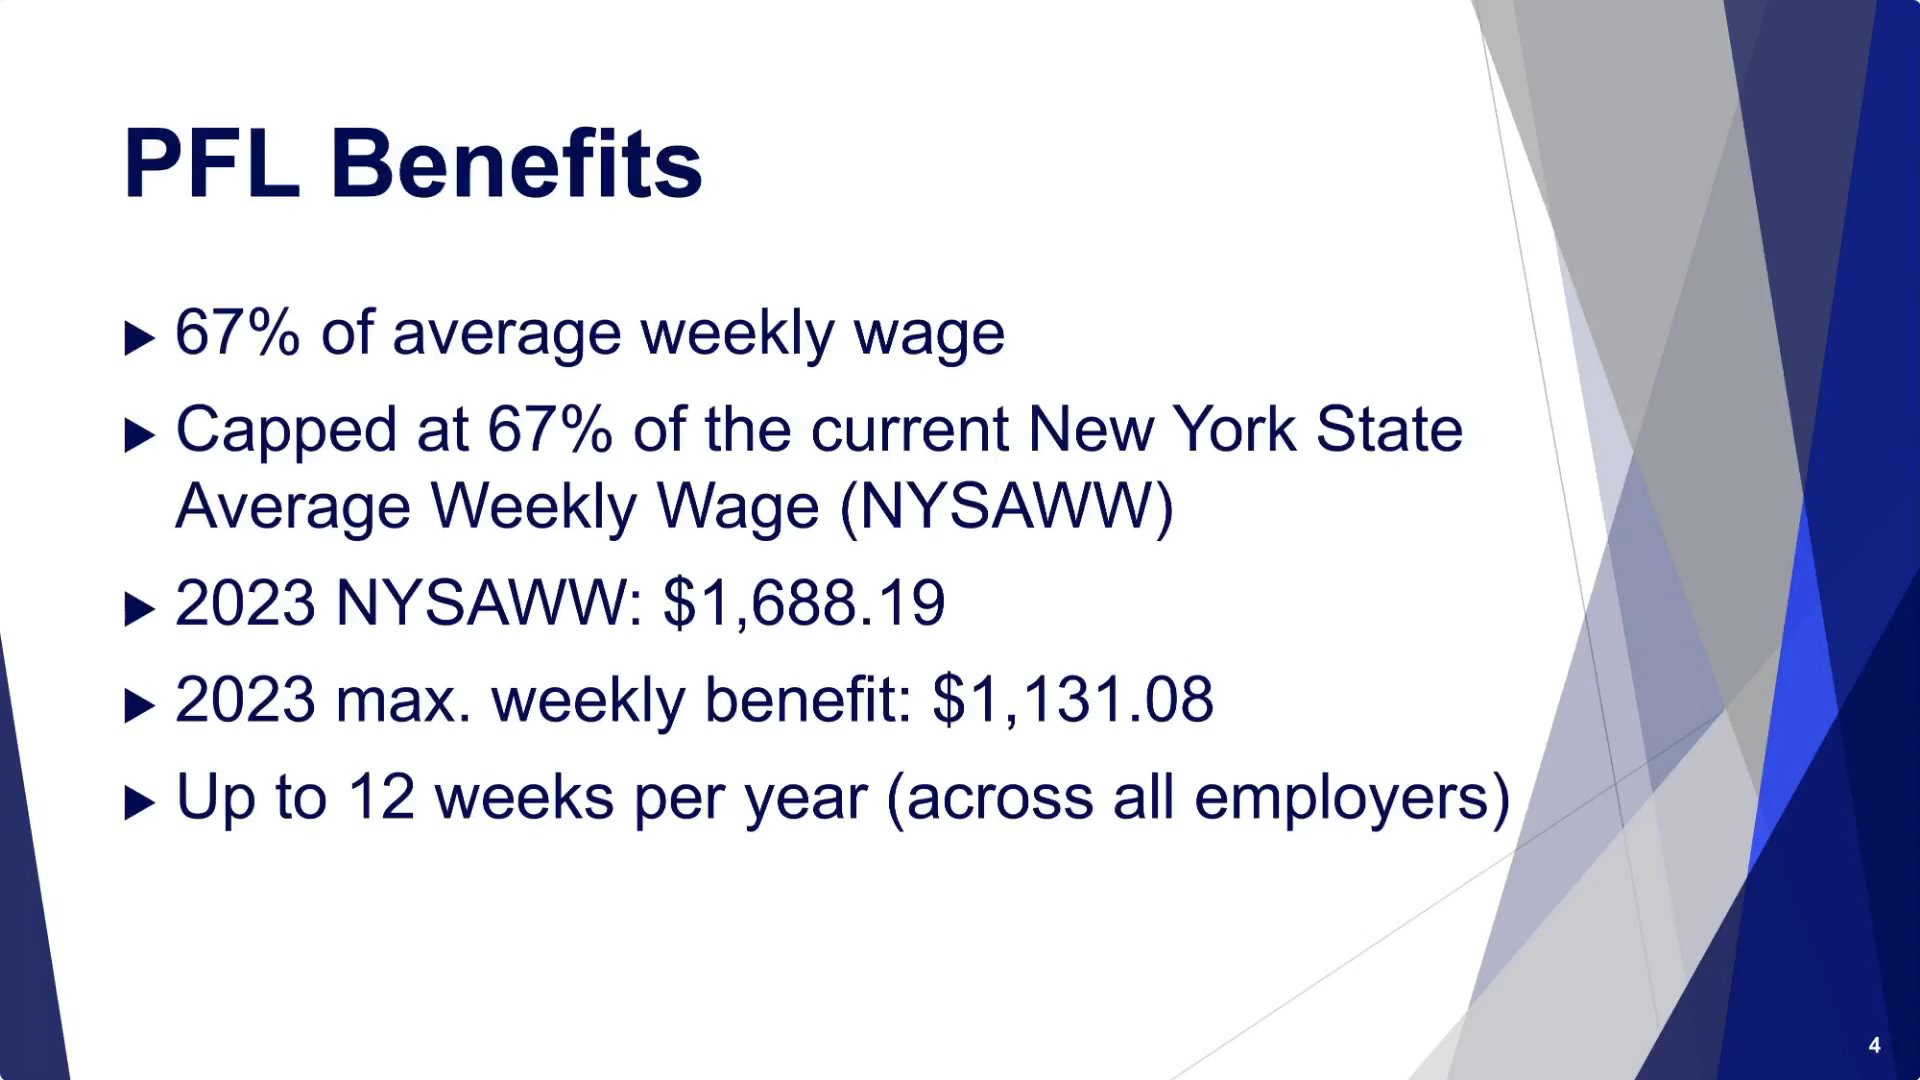 PFL Benefits
67% of average weekly wage
Capped at 67% of the current New York State
Average Weekly Wage (NYSAWW)
2023 NYSAWW: $1,688.19
2023 max. weekly benefit: $1,131.08
Up to 12 weeks per year (across all employers)
4